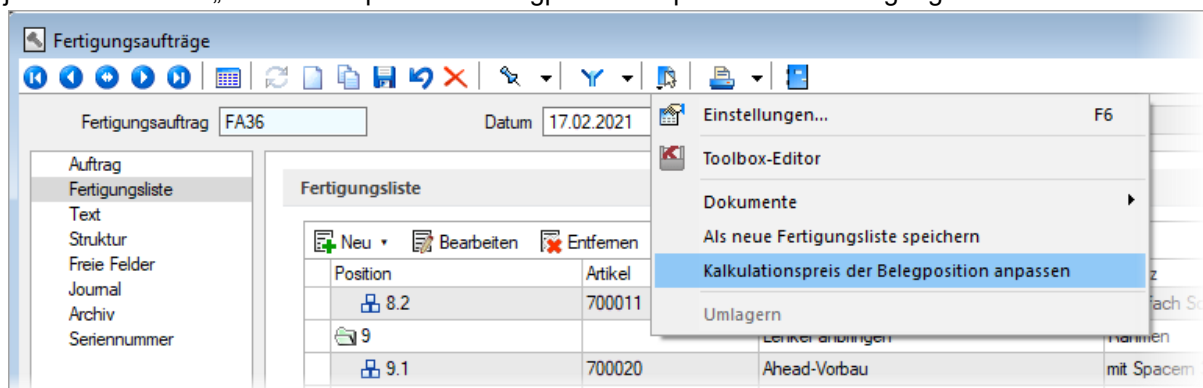 Fertigungsaufträge
Fertigungsauftrag FA36 Datum 17.02.2021
Einstellungen... F6
Toolbox-Editor
Dokumente
Als neue Fertigungsliste speichern
Kalkulationspreis der Belegposition anpassen
Umlagern
Auftrag
Fertigungsliste
Text
Struktur
Freie Felder
Journal
Archiv
Seriennummer
Fertigungsliste
Neu Bearbeiten Entfernen
Position Artikel
8.2 700011
9 Lenker anbringen Rahmen
9.1 700020 Ahead-Vorbau mit Spacern